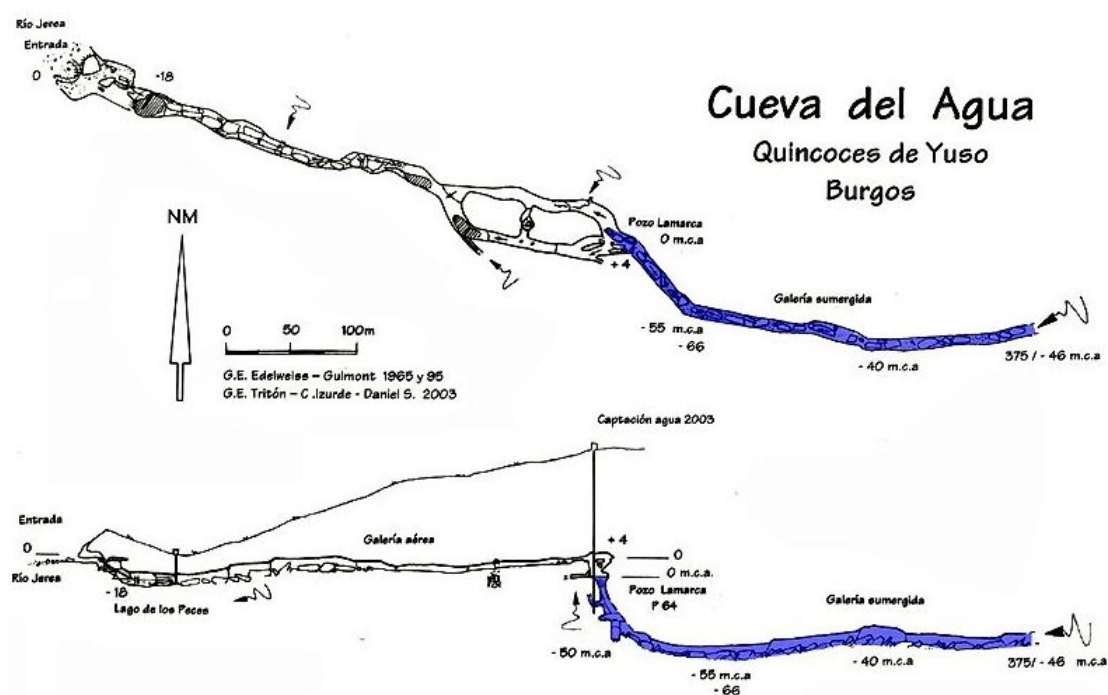 Río Jerea
Entrada
0
-18
Cueva del Agua
Quincoces de Yuso
Burgos
NM
Pozo Lamarca
0 m.c.a
+4
Galería sumergida
0 50 100m
- 55 m.c.a
- 66
- 40 m.c.a
375 / - 46 m.c.a
G.E. Edelweiss – Gulmont 1965 y 95
G.E. Tritón – C.Izurde - Daniel S. 2003
Captación agua 2003
Entrada
0
Galería aérea
+ 4
0
0 m.c.a.
Río Jerea
- 18
Lago de los Peces
Pozo Lamarca
P 64
Galería sumergida
- 50 m.c.a
- 55 m.c.a
- 66
- 40 m.c.a
375/ - 46 m.c.a